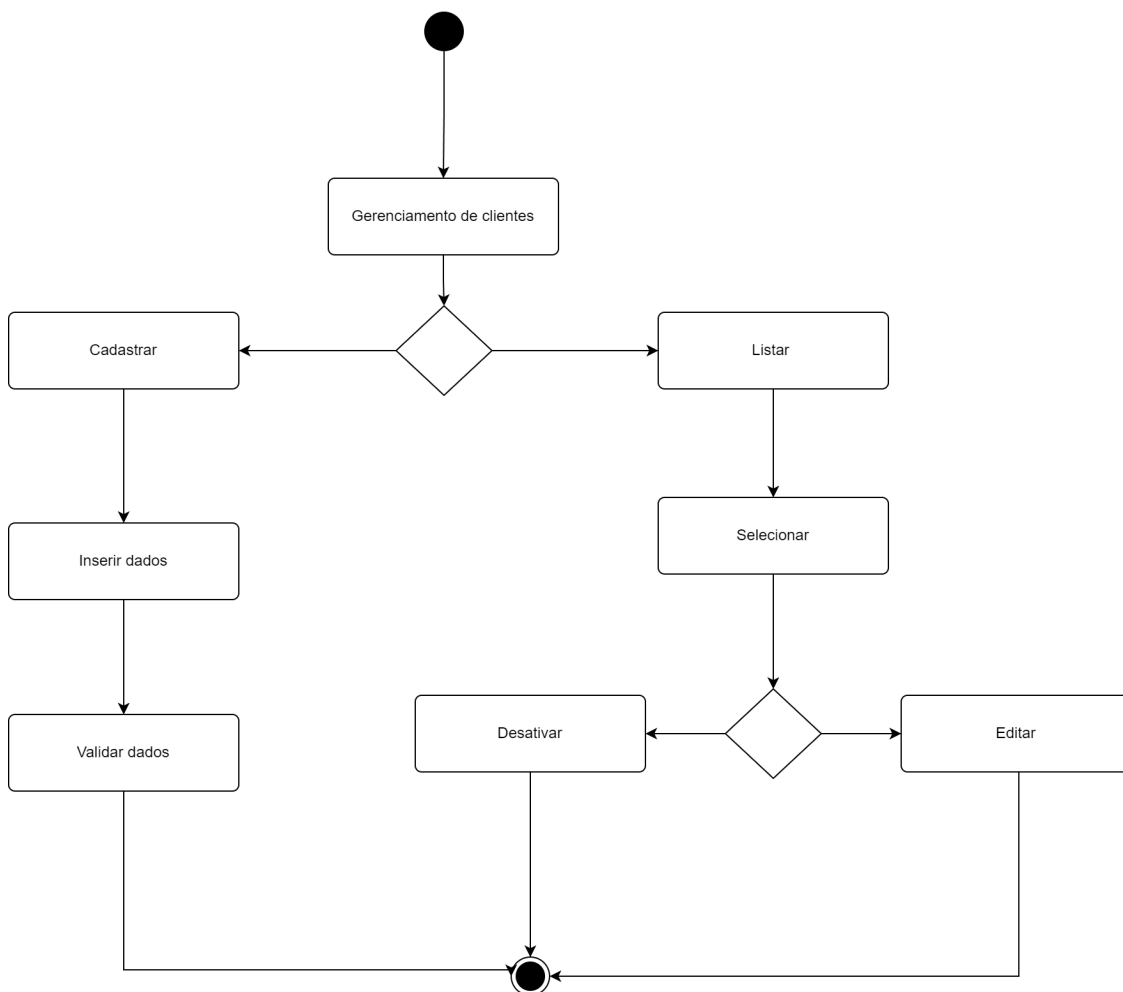 Gerenciamento de clientes
Cadastrar
Listar
Selecionar
Inserir dados
Desativar
Editar
Validar dados